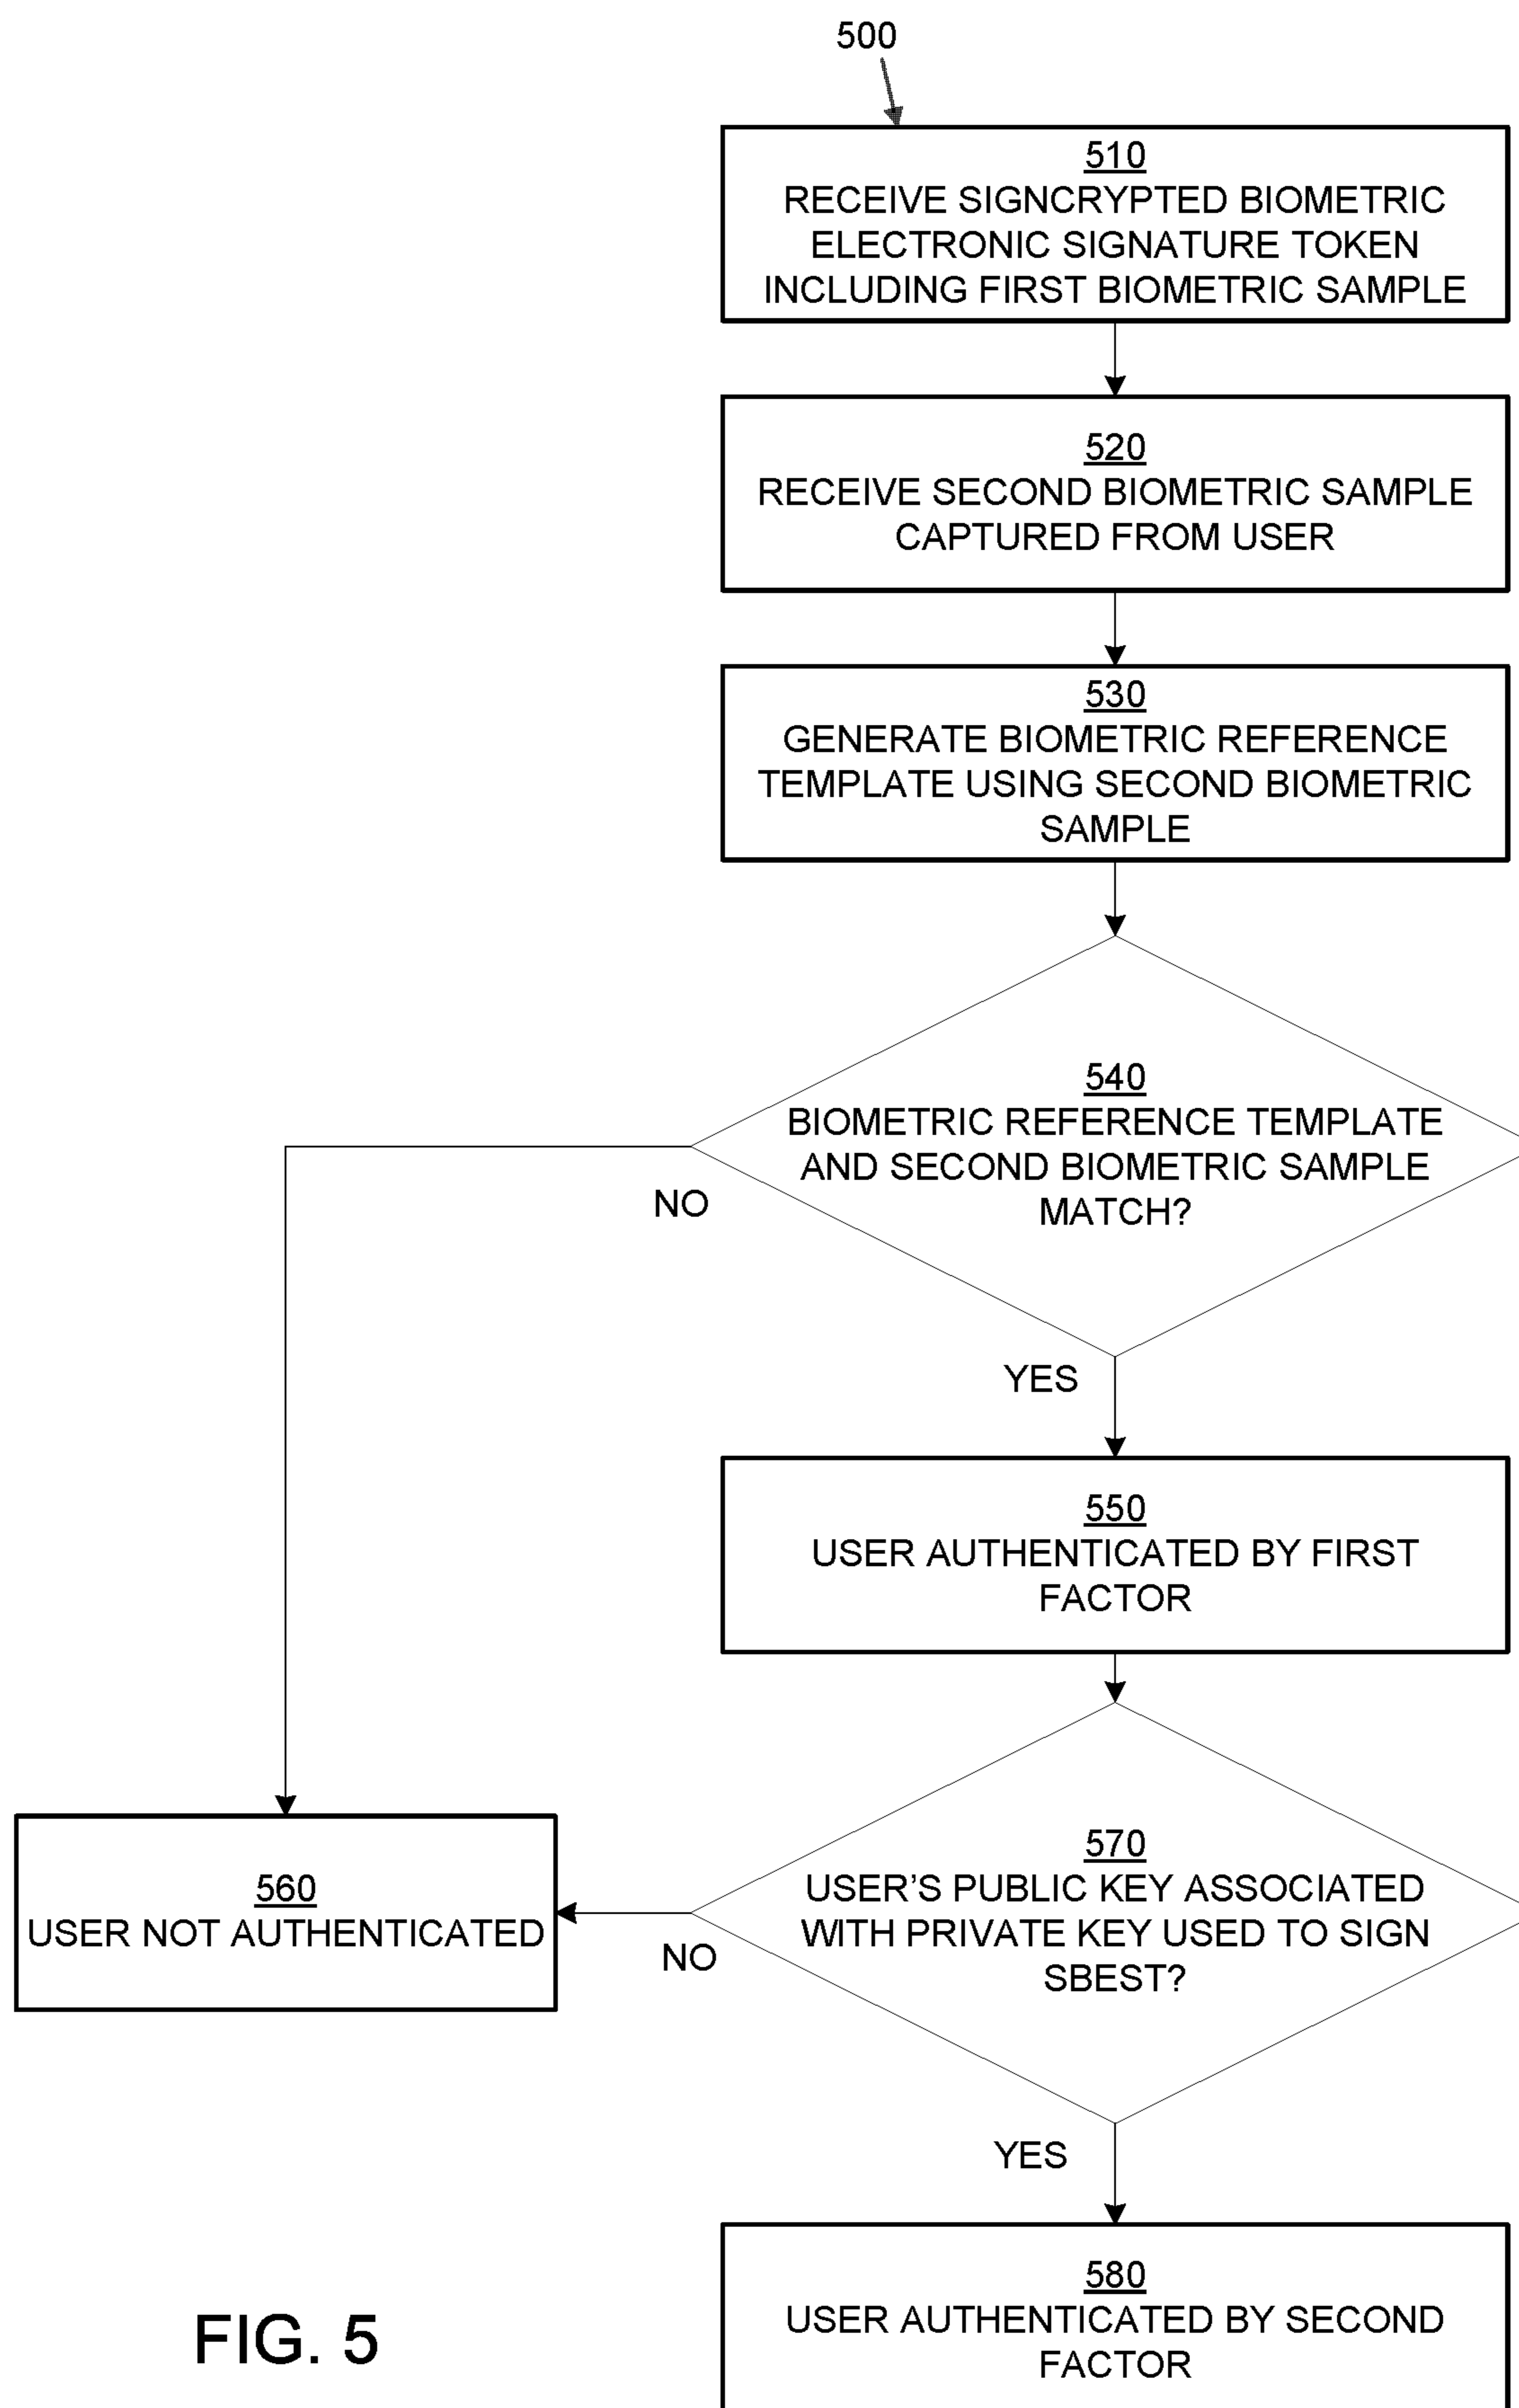 500
510
RECEIVE SIGNCRYPTED BIOMETRIC
ELECTRONIC SIGNATURE TOKEN
INCLUDING FIRST BIOMETRIC SAMPLE
520
RECEIVE SECOND BIOMETRIC SAMPLE
CAPTURED FROM USER
530
GENERATE BIOMETRIC REFERENCE
TEMPLATE USING SECOND BIOMETRIC
SAMPLE
540
BIOMETRIC REFERENCE TEMPLATE
AND SECOND BIOMETRIC SAMPLE
MATCH?
NO
YES
550
USER AUTHENTICATED BY FIRST
FACTOR
560
USER NOT AUTHENTICATED
570
USER’S PUBLIC KEY ASSOCIATED
WITH PRIVATE KEY USED TO SIGN
SBEST?
NO
YES
580
USER AUTHENTICATED BY SECOND
FACTOR
FIG. 5